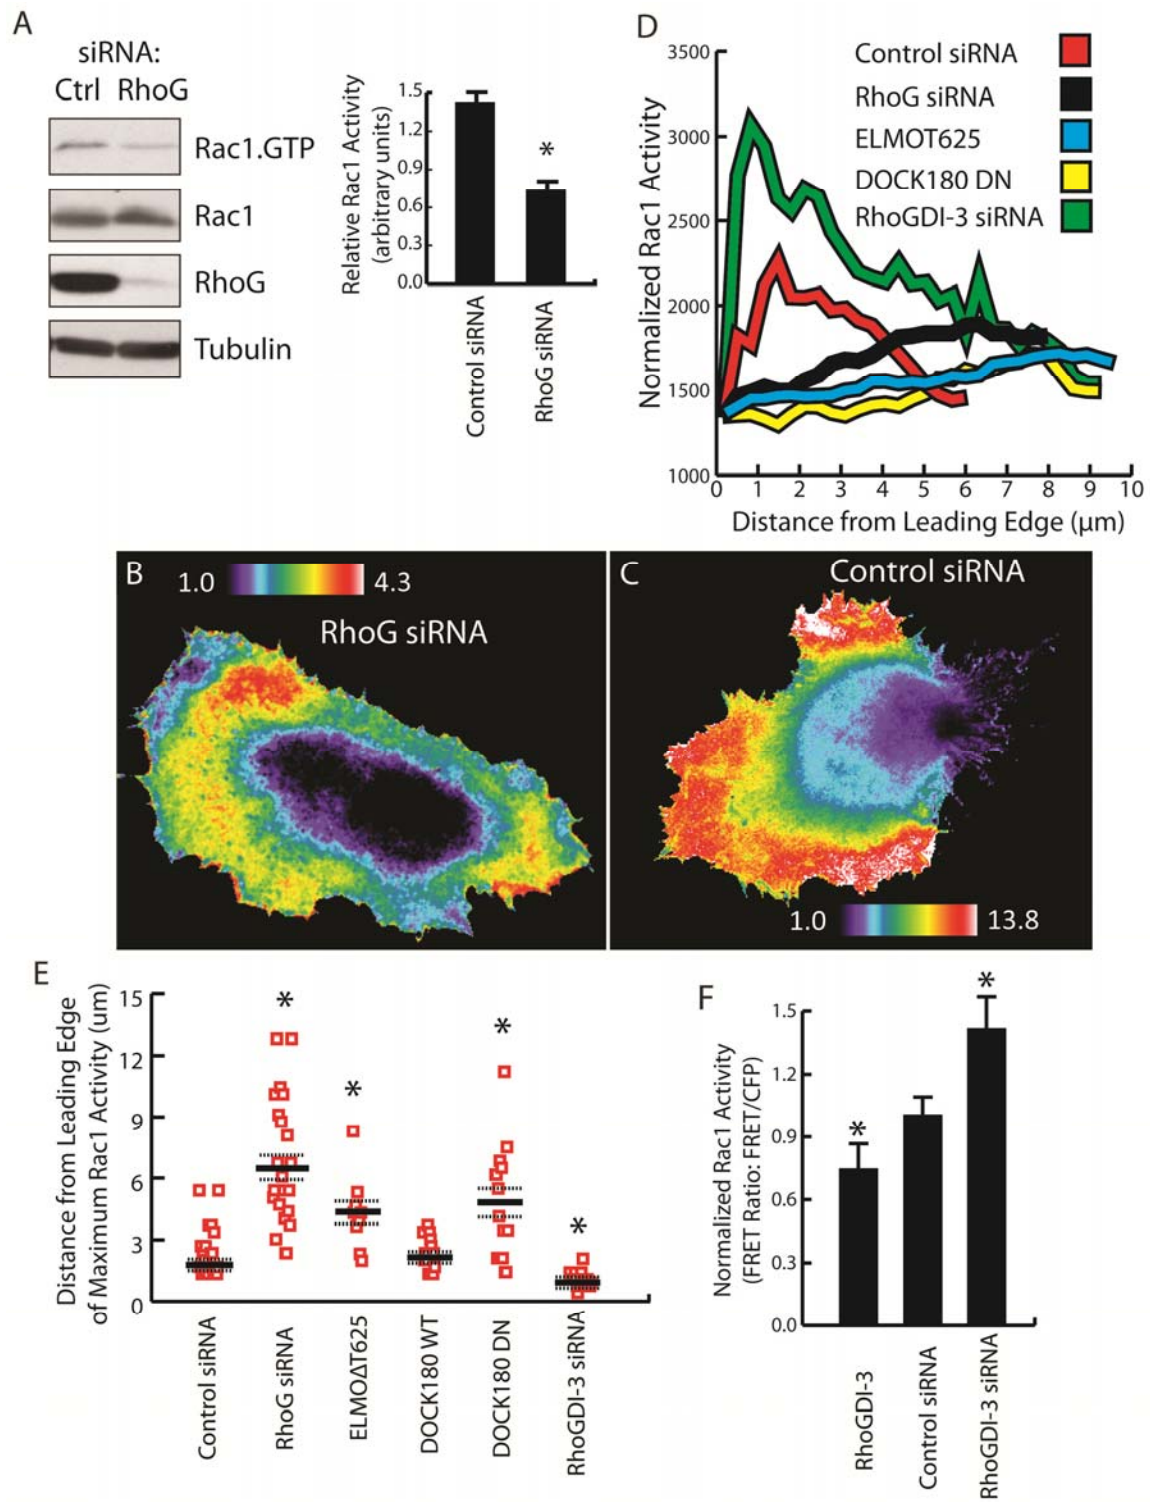 A
siRNA:
Ctrl RhoG
Rac1.GTP
Rac1
RhoG
Tubulin
Relative Rac1 Activity
(arbitrary units)
1.5
1.2
0.9
0.6
0.3
0.0
Control siRNA
RhoG siRNA
*
D
3500
3000
2500
2000
1500
1000
Normalized Rac1 Activity
Control siRNA
RhoG siRNA
ELMOT625
DOCK180 DN
RhoGDI-3 siRNA
0 1 2 3 4 5 6 7 8 9 10
Distance from Leading Edge (µm)
B
1.0 4.3
RhoG siRNA
C
Control siRNA
1.0 13.8
E
Distance from Leading Edge
of Maximum Rac1 Activity (um)
15
12
9
6
3
0
*
*
*
*
Control siRNA
RhoG siRNA
ELMOΔT625
DOCK180 WT
DOCK180 DN
RhoGDI-3 siRNA
F
Normalized Rac1 Activity
(FRET Ratio: FRET/CFP)
1.5
1.2
0.9
0.6
0.3
0.0
*
*
RhoGDI-3
Control siRNA
RhoGDI-3 siRNA